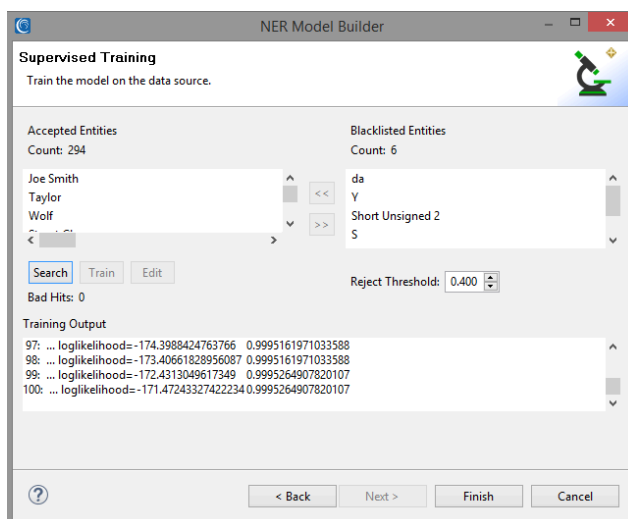 NER Model Builder
Supervised Training
Train the model on the data source.
Accepted Entities
Count: 294
Blacklisted Entities
Count: 6
Joe Smith
Taylor
Wolf
da
Y
Short Unsigned 2
S
<<
>>
Search
Train
Edit
Reject Threshold: 0.400
Bad Hits: 0
Training Output
97: ... loglikelihood=-174.3988424763766 0.9995161971033588
98: ... loglikelihood=-173.40661828956087 0.9995161971033588
99: ... loglikelihood=-172.4313049617349 0.9995264907820107
100: ... loglikelihood=-171.47243327422234 0.9995264907820107
?
< Back
Next >
Finish
Cancel